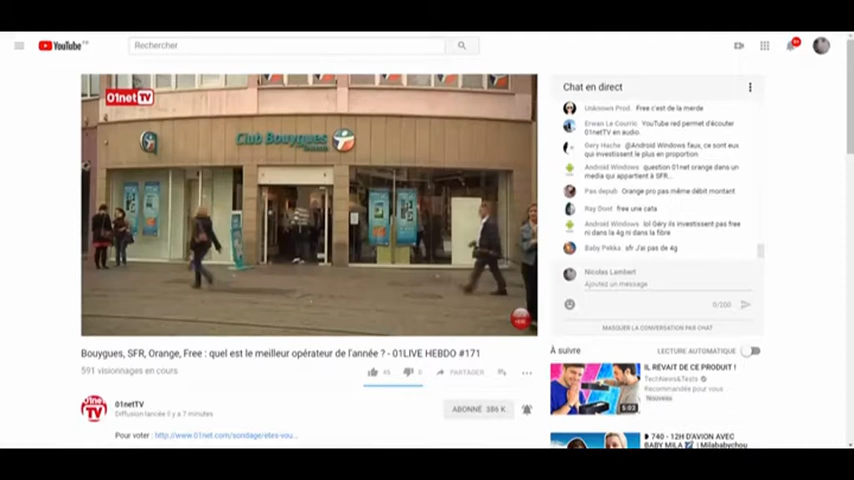 YouTube FR
Rechercher
9+
01netTV
Club Bouygues
Chat en direct
Unsknows Prod. Free c'est de la merde
Erwan Le Courric YouTube red permet d'écouter
01netTV en audio.
Gery Hache @Android Windows faux, ce sont eux
qui investissent le plus en proportion
Android Windows question 01net orange dans un
media qui appartient à SFR,...
Pas depub Orange pro pas même débit montant
Ray Dont free une cata
Android Windows lol Géry ils investissent pas free
ni dans la 4g ni dans la fibre
Baby Pekka sfr J'ai pas de 4g
Nicolas Lambert
Ajoutez un message
0/200
MASQUER LA CONVERSATION PAR CHAT
Bouygues, SFR, Orange, Free : quel est le meilleur opérateur de l'année ? - 01LIVE HEBDO #171
591 visionnages en cours
45
0
PARTAGER
01netTV
Diffusion lancée il y a 7 minutes
ABONNÉ 386 K
Pour voter : http://www.01net.com/sondage/etes-vou...
À suivre
LECTURE AUTOMATIQUE
IL RÊVAIT DE CE PRODUIT !
TechNews&Tests
Recommandée pour vous
Nouveau
5:02
740 - 12H D'AVION AVEC
BABY MILA | Milababychou